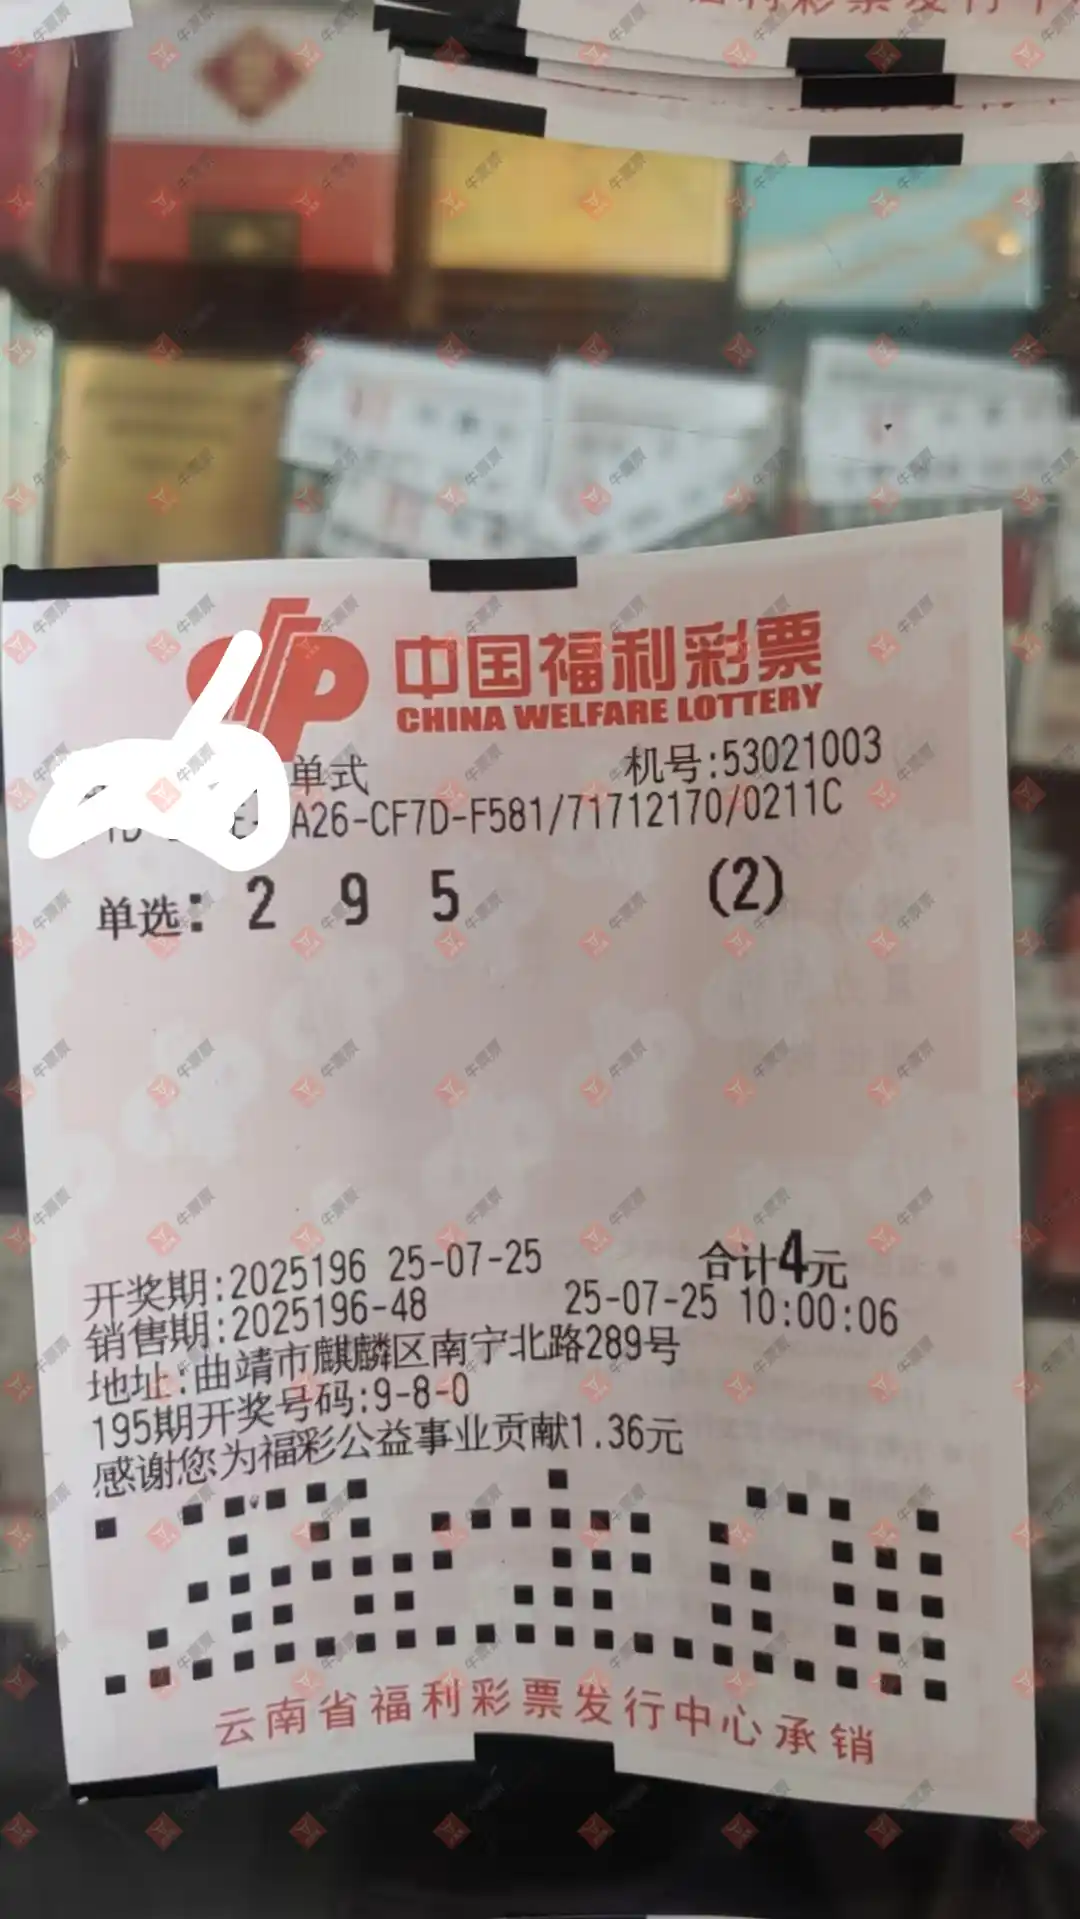 中国福利彩票
CHINA WELFARE LOTTERY
单式 机号:53021003
A26-CF7D-F581/71712170/0211C
单选: 2 9 5 (2)
开奖期:2025196 25-07-25 合计4元
销售期:2025196-48 25-07-25 10:00:06
地址:曲靖市麒麟区南宁北路289号
195期开奖号码:9-8-0
感谢您为福彩公益事业贡献1.36元
云南省福利彩票发行中心承销
牛票票